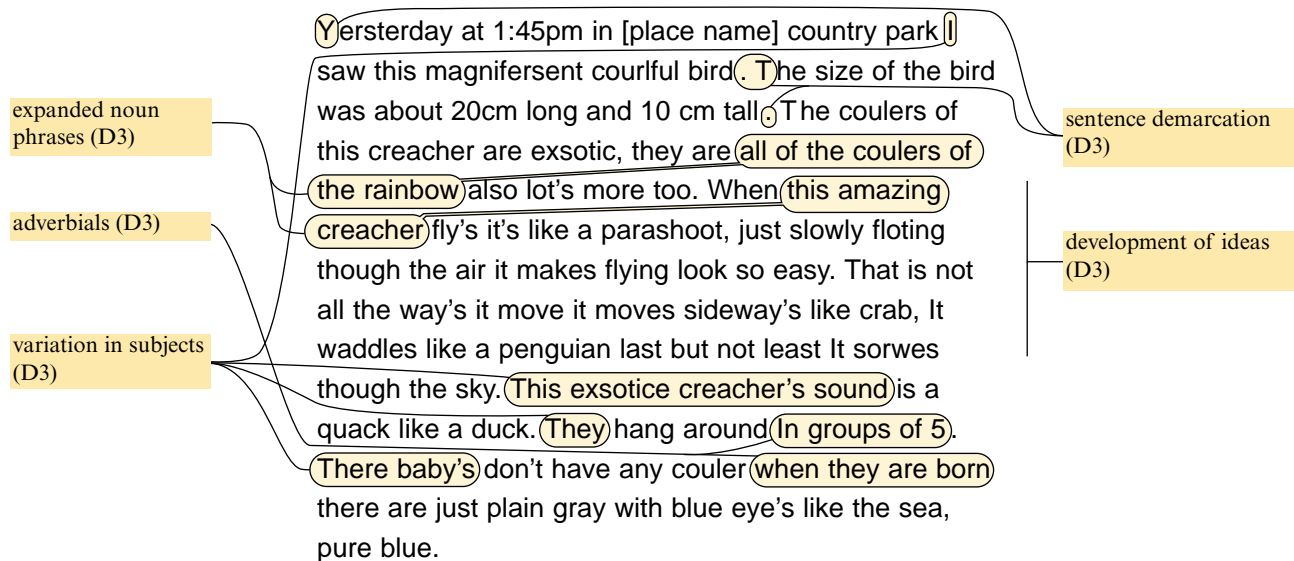 Yersterday at 1:45pm in [place name] country park I
saw this magnifersent courlful bird. The size of the bird
was about 20cm long and 10 cm tall. The coulers of
this creacher are exsotic, they are all of the coulers of
the rainbow also lot's more too. When this amazing
creacher fly's it's like a parashoot, just slowly floting
though the air it makes flying look so easy. That is not
all the way's it move it moves sideway's like crab, It
waddles like a penguian last but not least It sorwes
though the sky. This exsotice creacher's sound is a
quack like a duck. They hang around In groups of 5.
There baby's don't have any couler when they are born
there are just plain gray with blue eye's like the sea,
pure blue.
expanded noun
phrases (D3)
adverbials (D3)
variation in subjects
(D3)
sentence demarcation
(D3)
development of ideas
(D3)